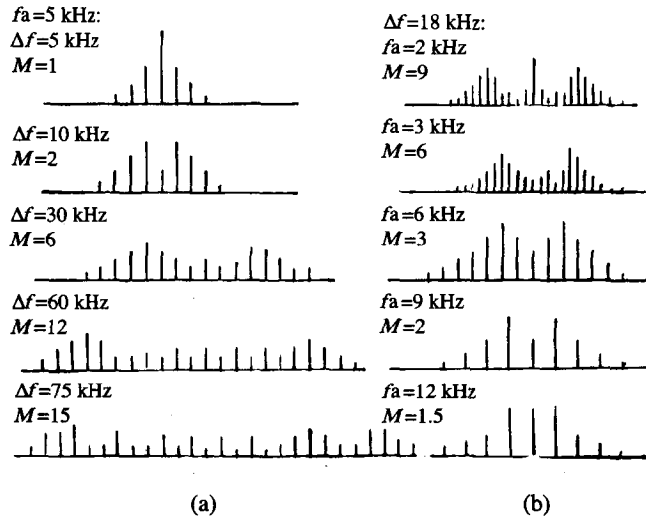 fa=5 kHz:
Δf=5 kHz
M=1
Δf=10 kHz
M=2
Δf=30 kHz
M=6
Δf=60 kHz
M=12
Δf=75 kHz
M=15
(a)
Δf=18 kHz:
fa=2 kHz
M=9
fa=3 kHz
M=6
fa=6 kHz
M=3
fa=9 kHz
M=2
fa=12 kHz
M=1.5
(b)